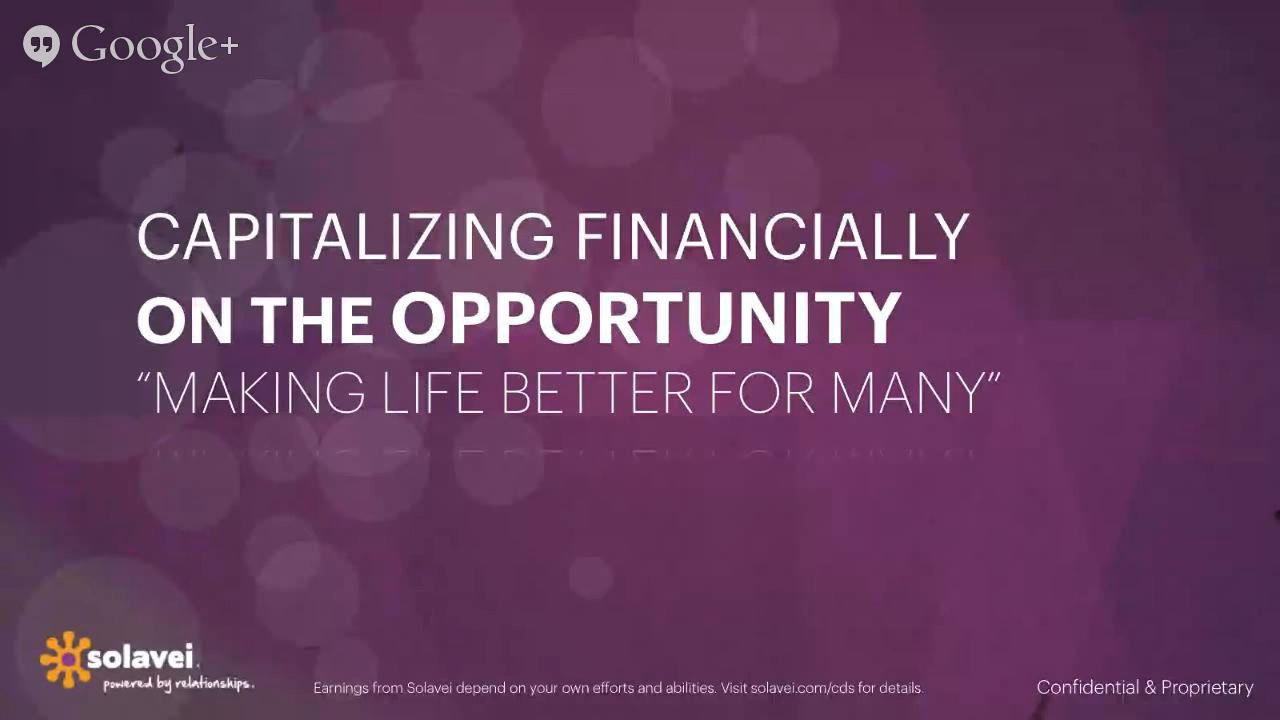 Google+
CAPITALIZING FINANCIALLY
ON THE OPPORTUNITY
“MAKING LIFE BETTER FOR MANY”
solavei
powered by relationships.
Earnings from Solavei depend on your own efforts and abilities. Visit solavei.com/cds for details.
Confidential & Proprietary